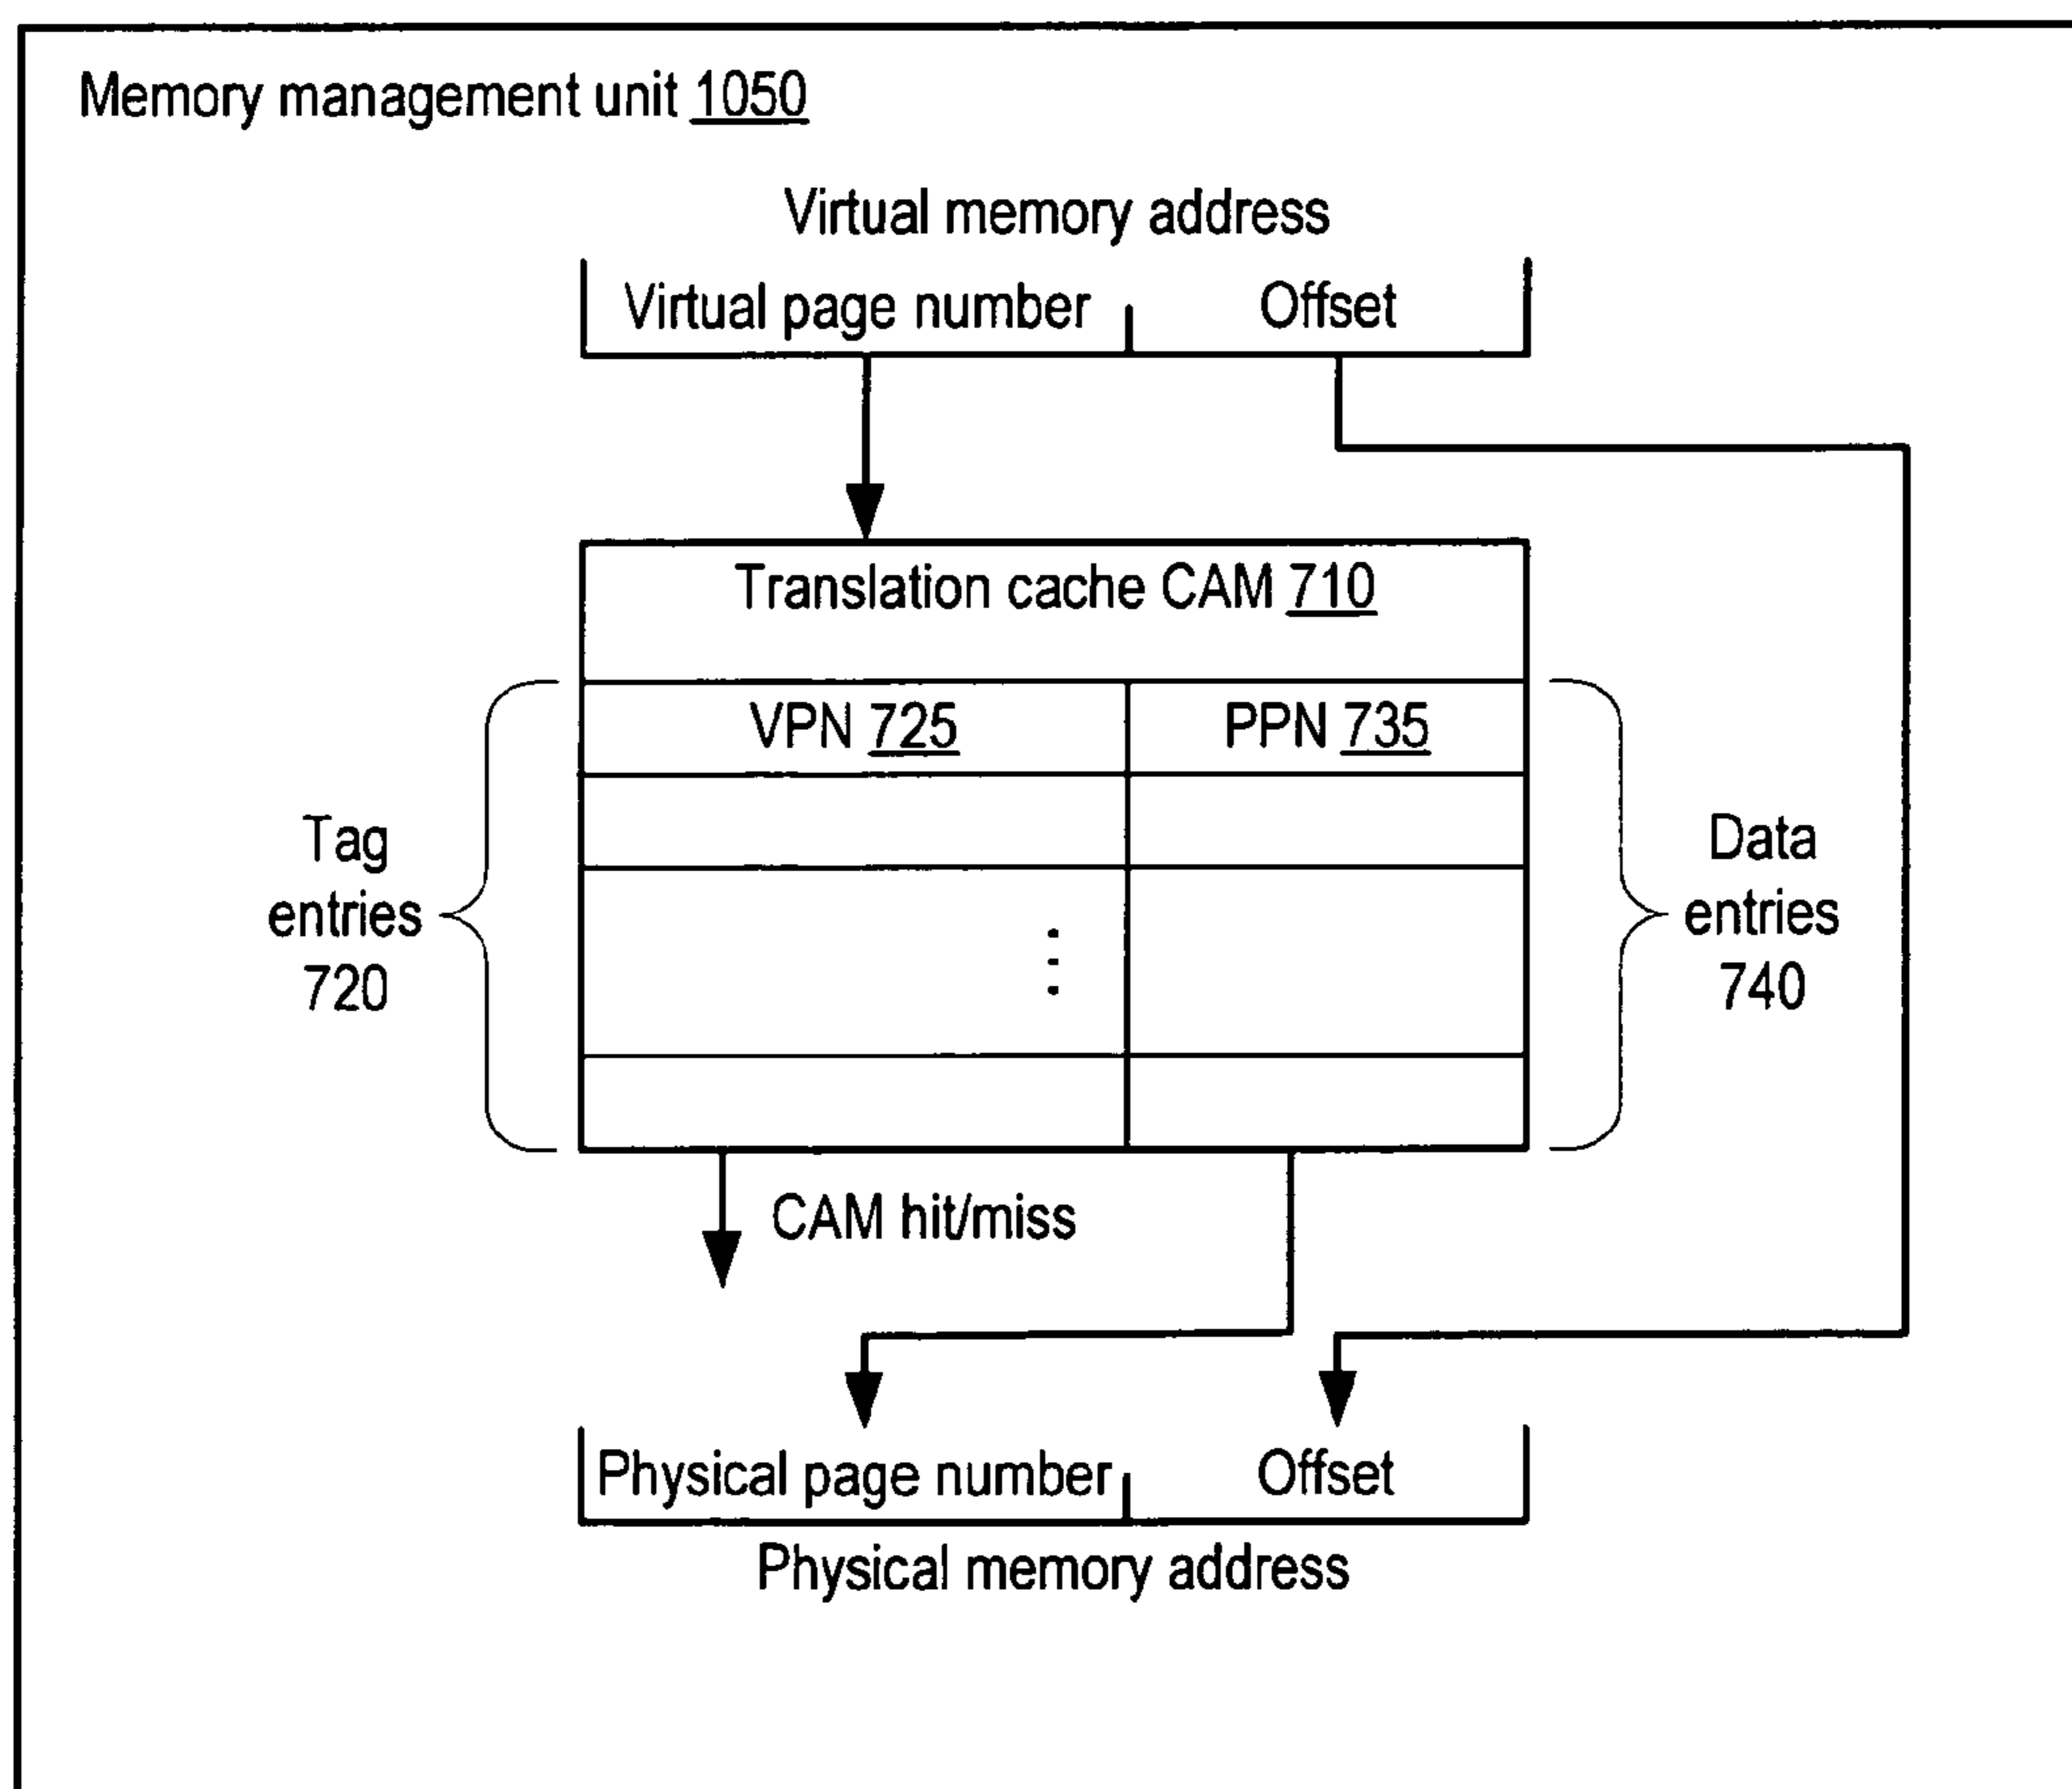 Memory management unit 1050
Virtual memory address
Virtual page number Offset
Translation cache CAM 710
VPN 725 PPN 735
Tag
entries
720
Data
entries
740
CAM hit/miss
Physical page number Offset
Physical memory address